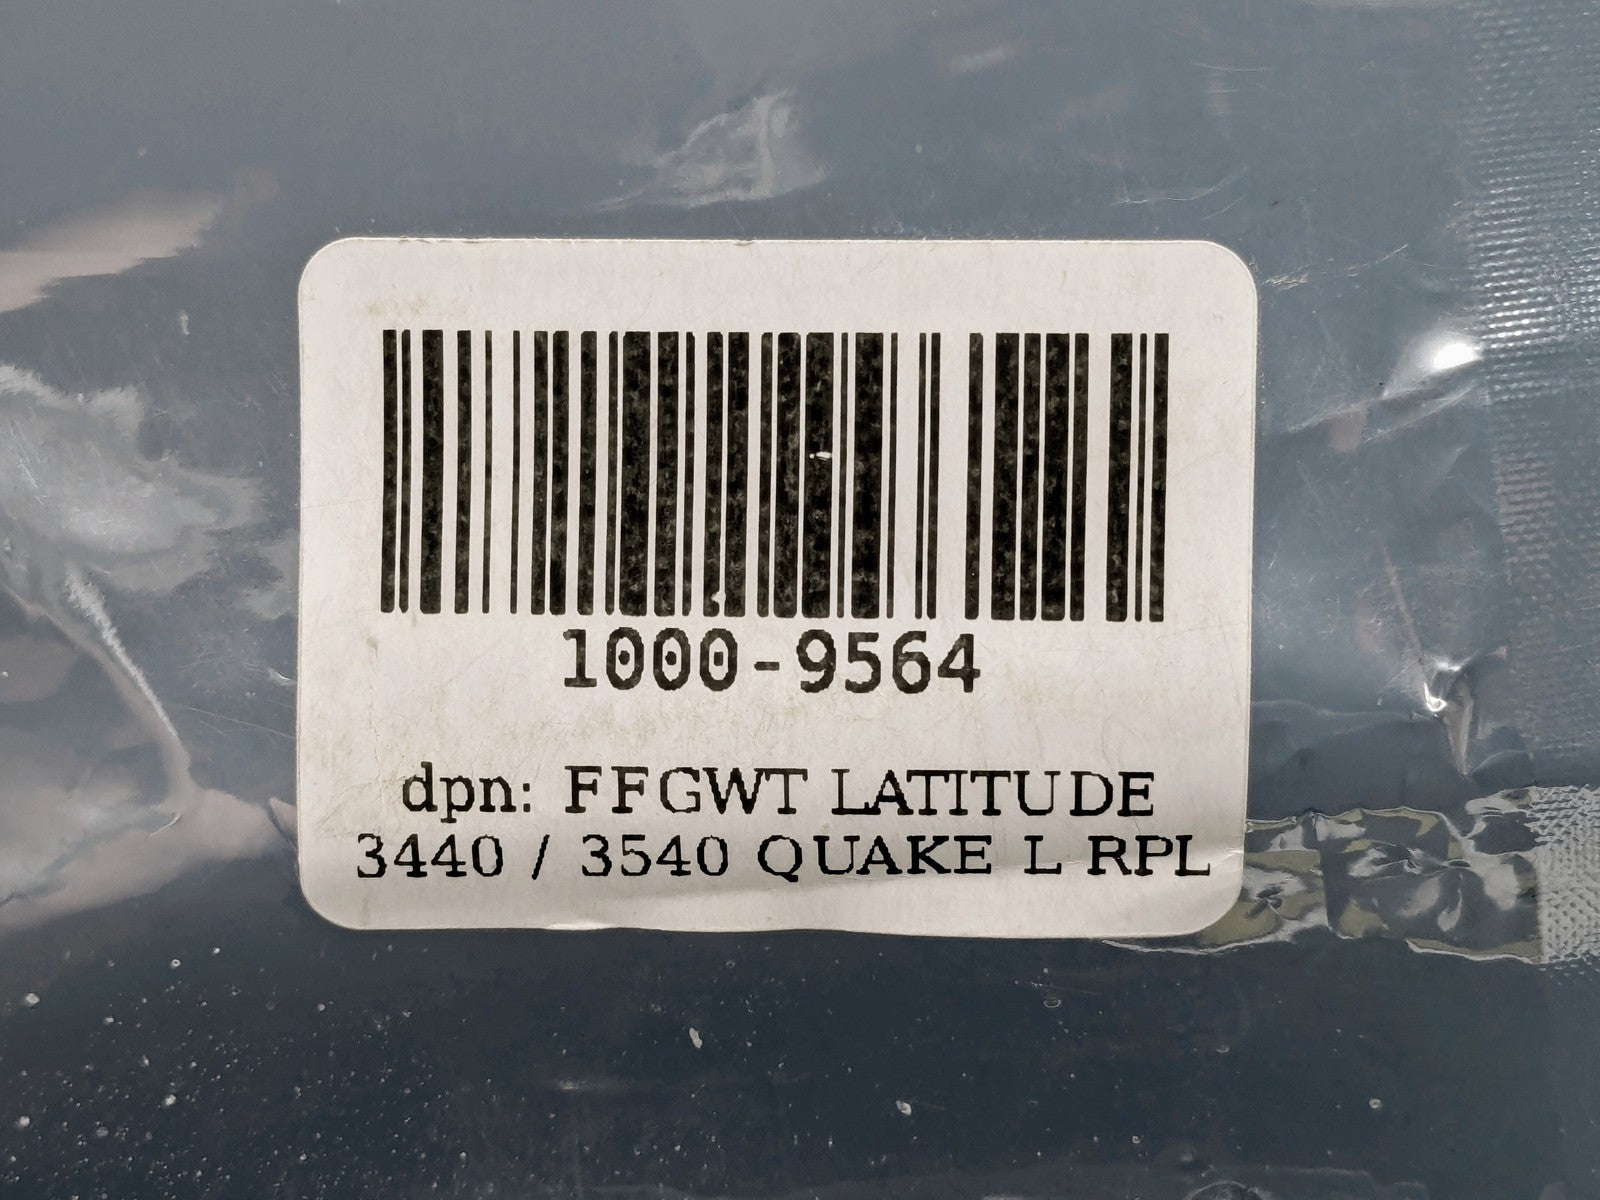 1000-9564
dpn: FFGWT LATITUDE
3440 / 3540 QUAKE L RPL